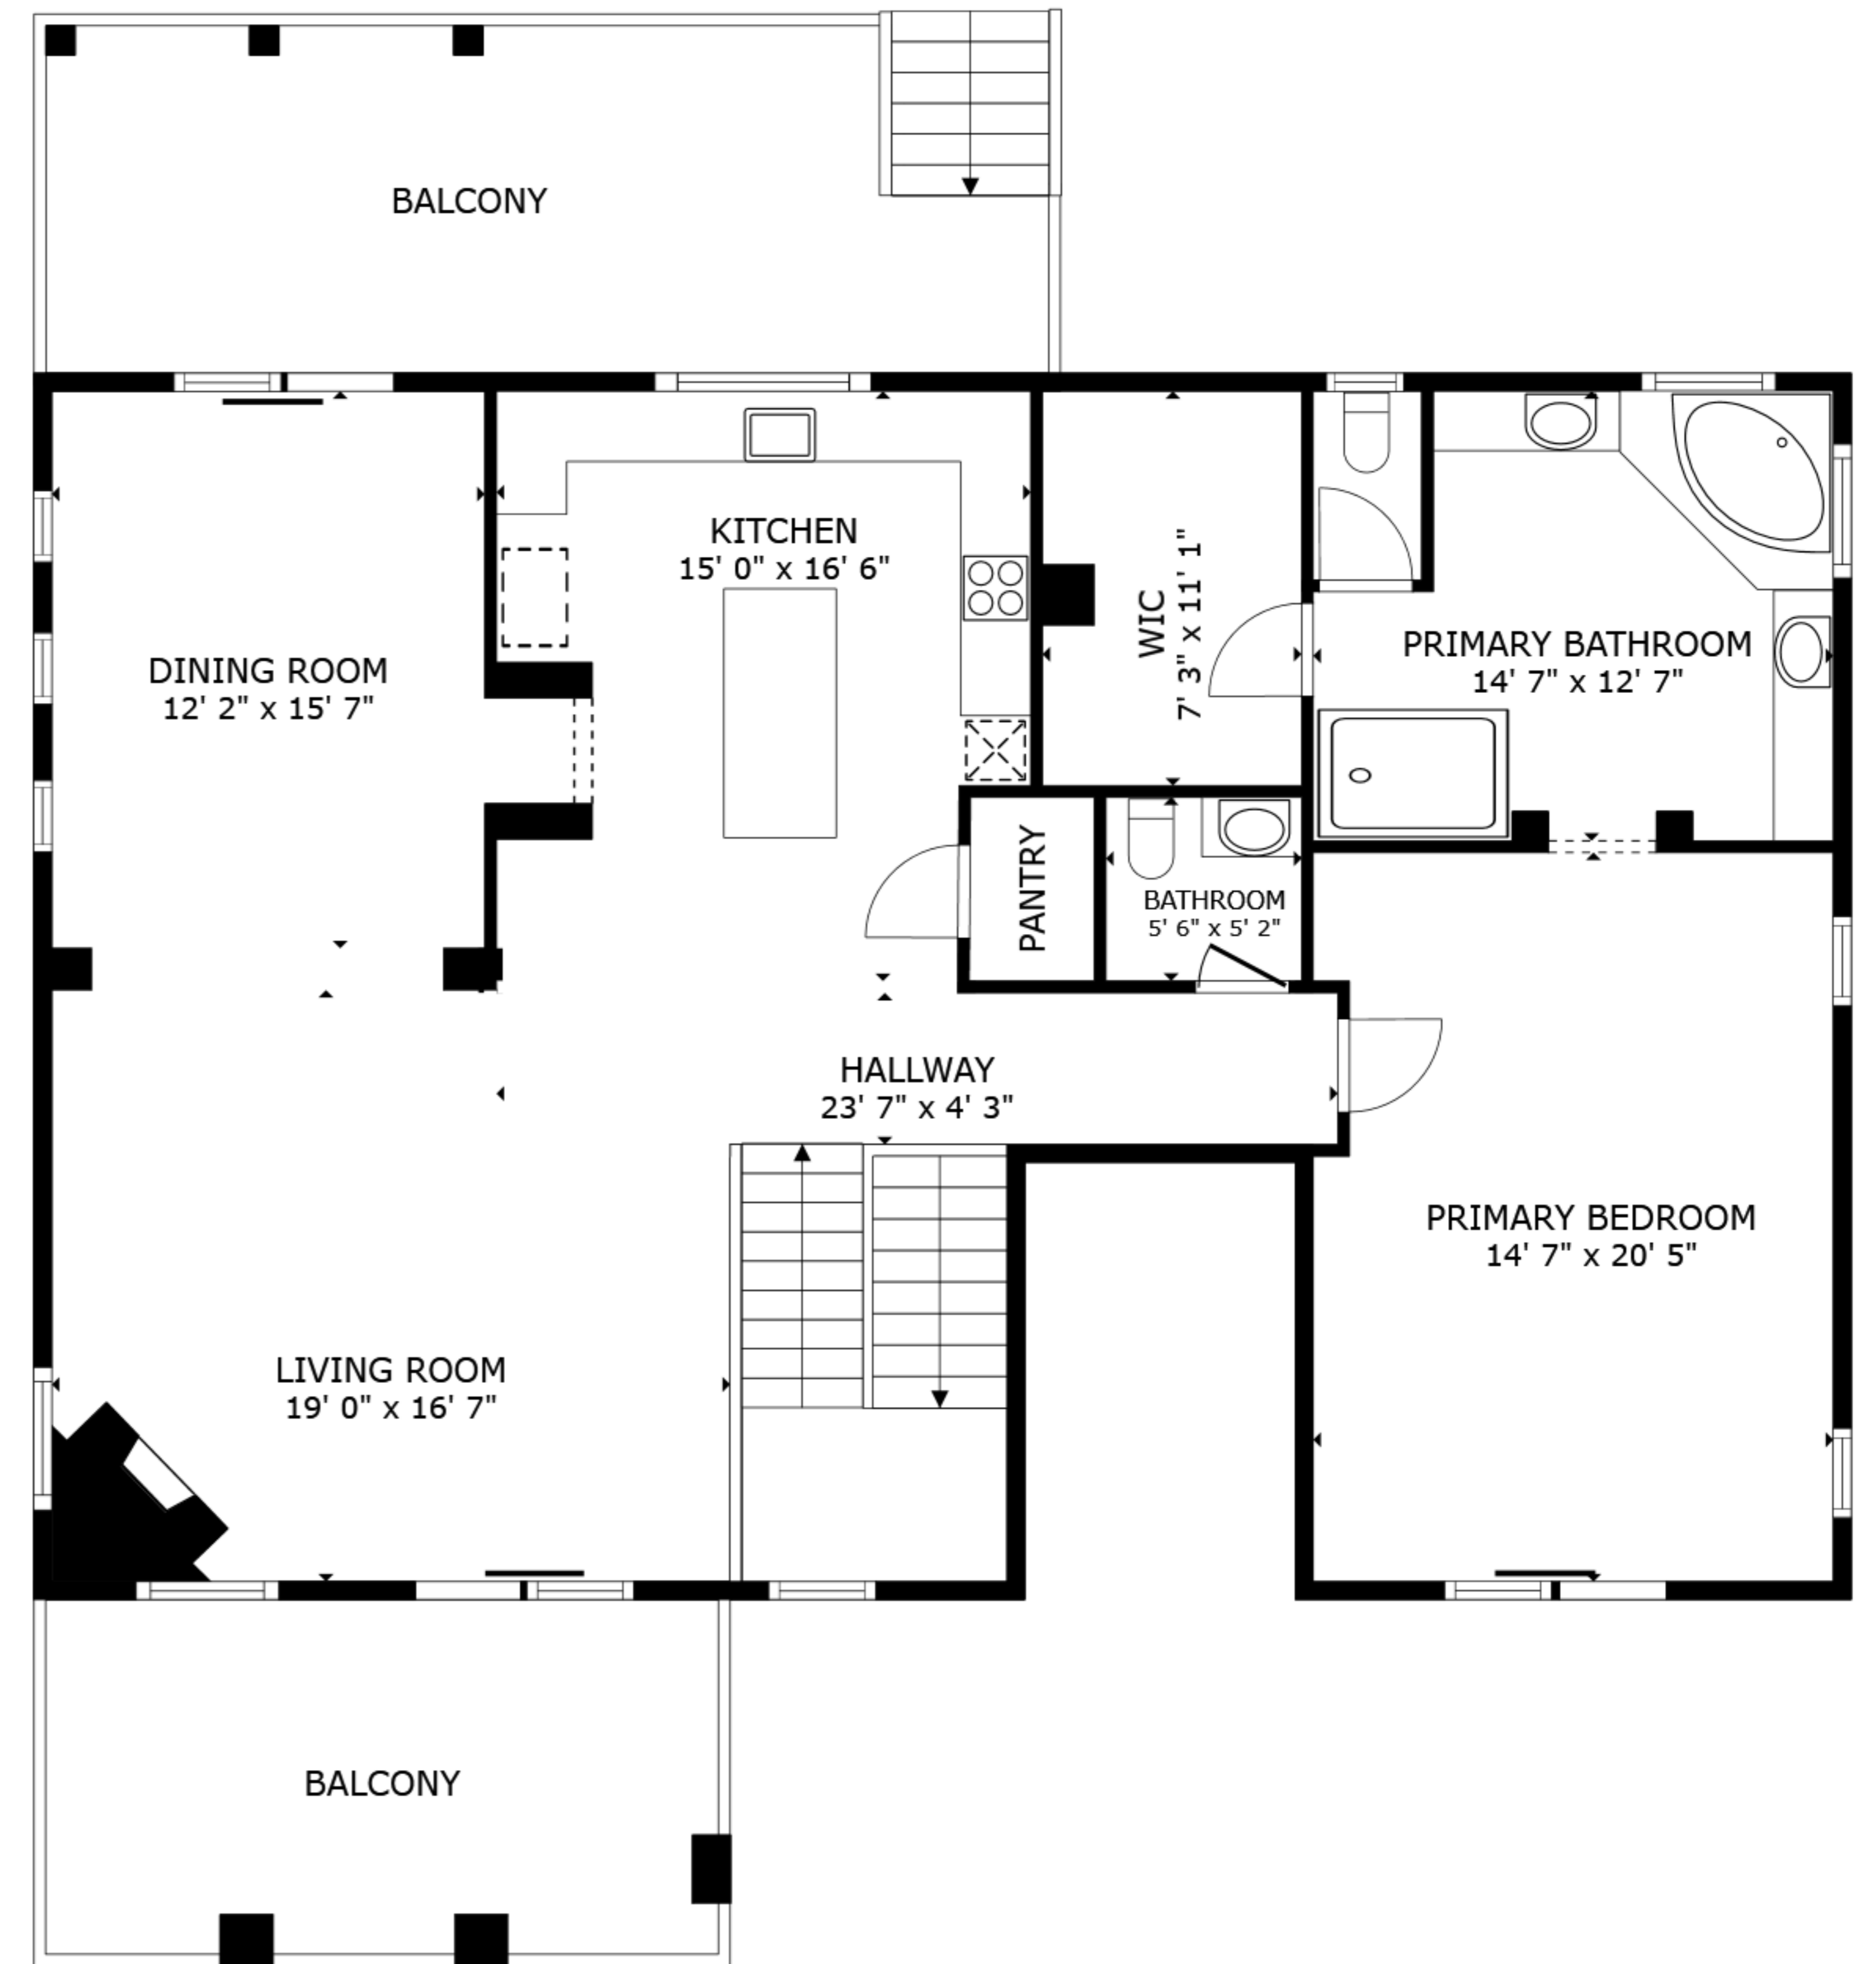 BALCONY
KITCHEN
15' 0" x 16' 6"
WIC
7' 3" x 11' 1"
PRIMARY BATHROOM
14' 7" x 12' 7"
DINING ROOM
12' 2" x 15' 7"
PANTRY
BATHROOM
5' 6" x 5' 2"
HALLWAY
23' 7" x 4' 3"
PRIMARY BEDROOM
14' 7" x 20' 5"
LIVING ROOM
19' 0" x 16' 7"
BALCONY